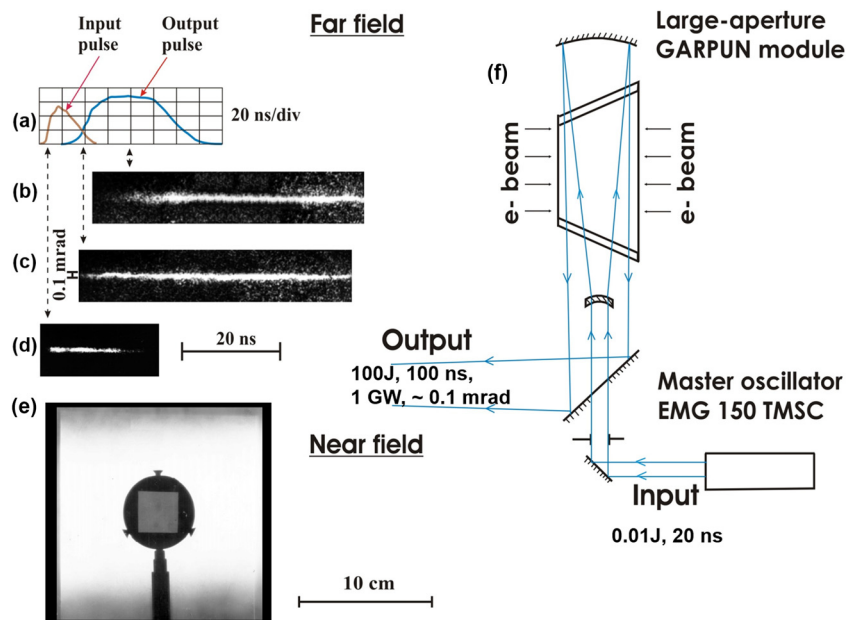 Input
pulse
Output
pulse
Far field
(a)
20 ns/div
(b)
(c)
0.1 mrad
(d)
20 ns
(e)
Near field
10 cm
Large-aperture
GARPUN module
(f)
e- beam
e- beam
Output
100J, 100 ns,
1 GW, ~ 0.1 mrad
Master oscillator
EMG 150 TMSC
Input
0.01J, 20 ns